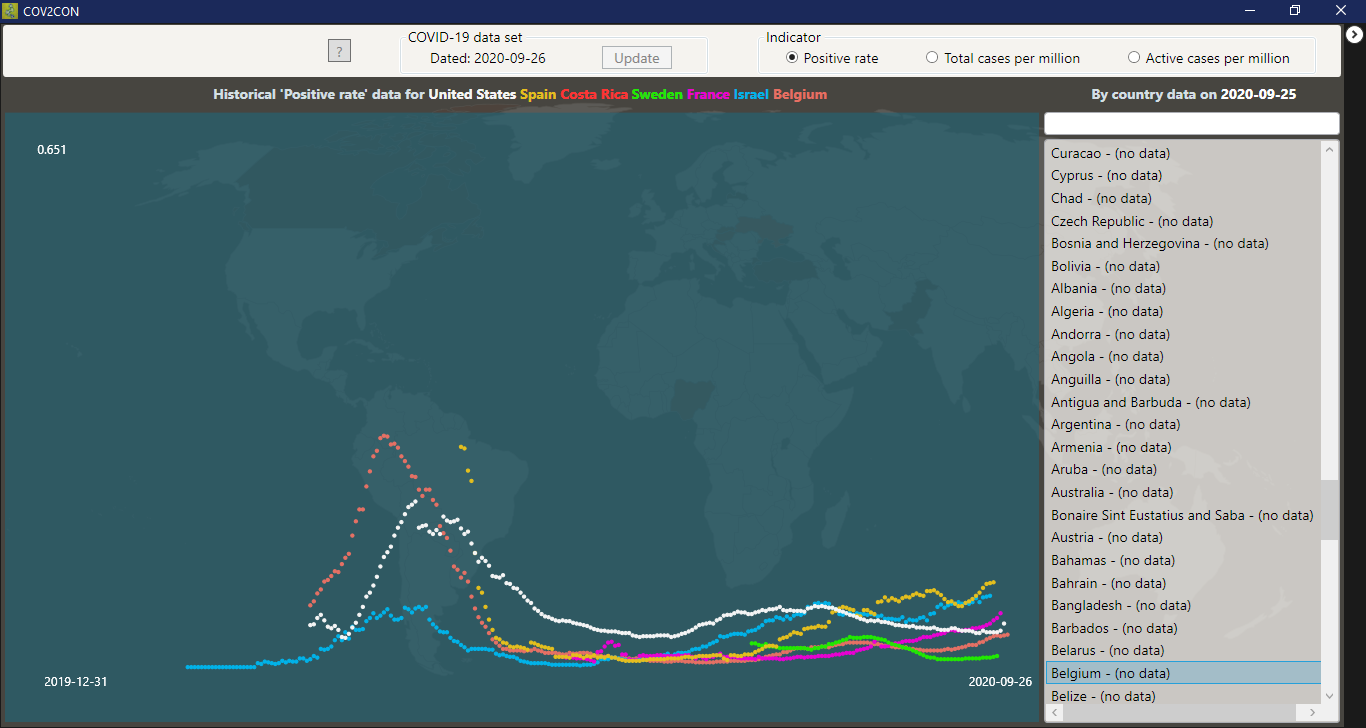 COV2CON
?
COVID-19 data set
Dated: 2020-09-26
Update
Indicator
Positive rate
Total cases per million
Active cases per million
Historical 'Positive rate' data for United States Spain Costa Rica Sweden France Israel Belgium
By country data on 2020-09-25
0.651
2019-12-31
2020-09-26
Curacao - (no data)
Cyprus - (no data)
Chad - (no data)
Czech Republic - (no data)
Bosnia and Herzegovina - (no data)
Bolivia - (no data)
Albania - (no data)
Algeria - (no data)
Andorra - (no data)
Angola - (no data)
Anguilla - (no data)
Antigua and Barbuda - (no data)
Argentina - (no data)
Armenia - (no data)
Aruba - (no data)
Australia - (no data)
Bonaire Sint Eustatius and Saba - (no data)
Austria - (no data)
Bahamas - (no data)
Bahrain - (no data)
Bangladesh - (no data)
Barbados - (no data)
Belarus - (no data)
Belgium - (no data)
Belize - (no data)